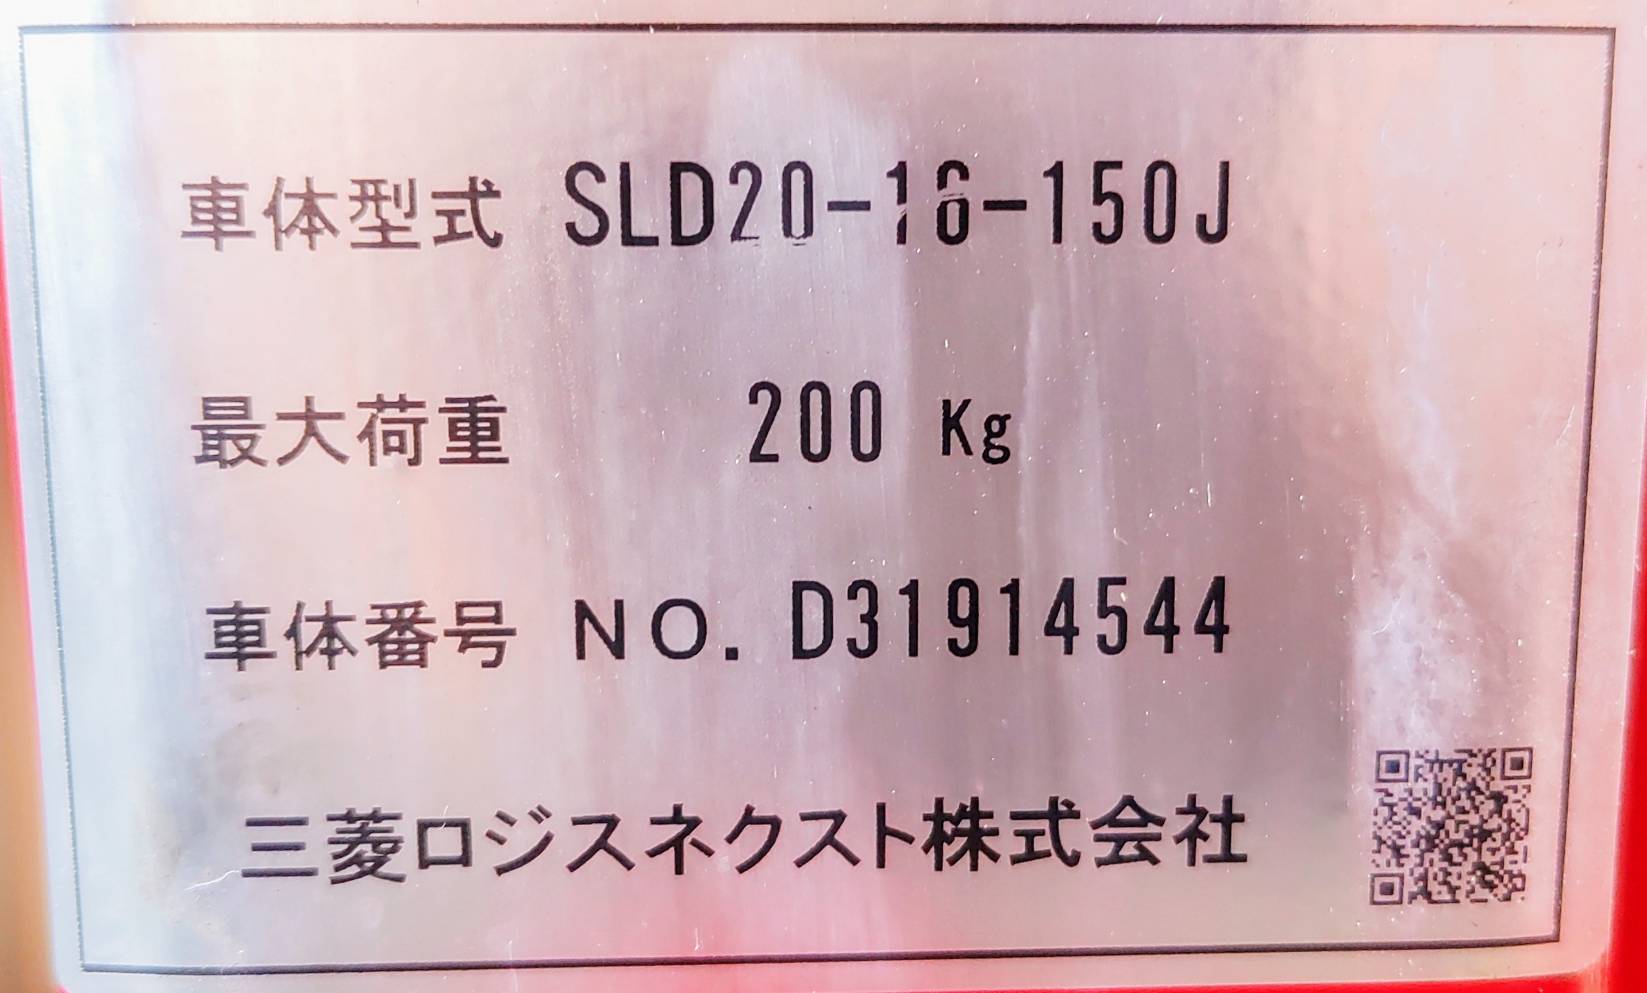 車体型式 SLD20-16-150J
最大荷重 200 Kg
車体番号 NO. D31914544
三菱ロジスネクスト株式会社